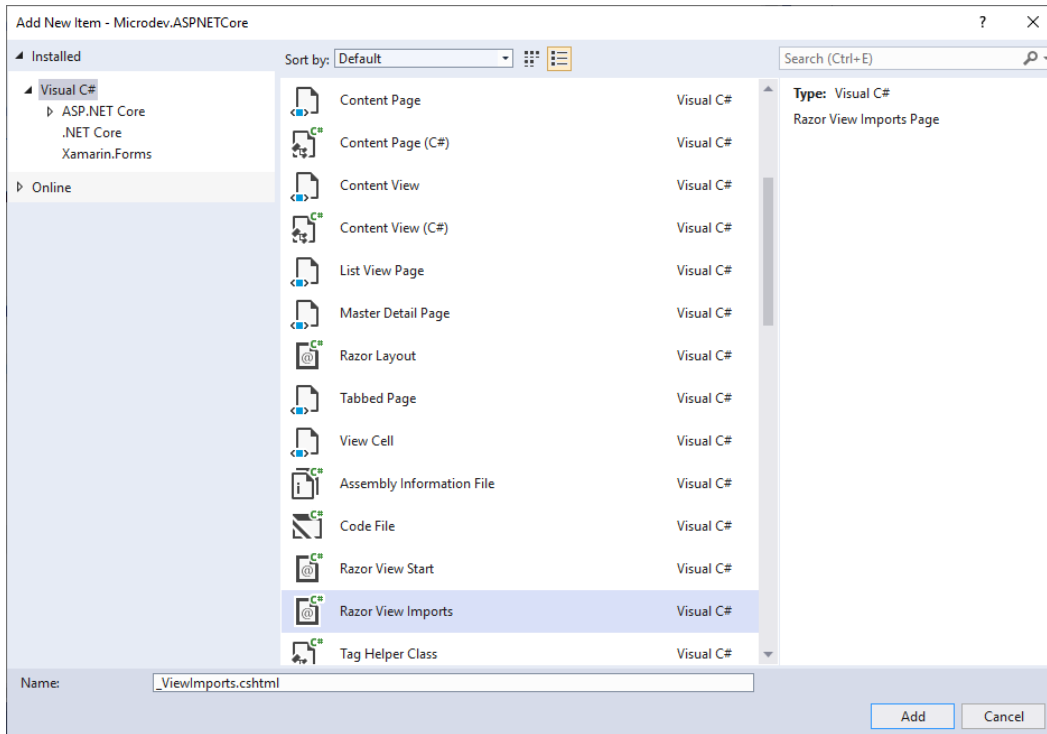 Add New Item - Microdev.ASPNETCore ?
Installed
Visual C#
ASP.NET Core
.NET Core
Xamarin.Forms
Online
Sort by: Default
Search (Ctrl+E)
Content Page Visual C#
Content Page (C#) Visual C#
Content View Visual C#
Content View (C#) Visual C#
List View Page Visual C#
Master Detail Page Visual C#
Razor Layout Visual C#
Tabbed Page Visual C#
View Cell Visual C#
Assembly Information File Visual C#
Code File Visual C#
Razor View Start Visual C#
Razor View Imports Visual C#
Tag Helper Class Visual C#
Type: Visual C#
Razor View Imports Page
Name: _ViewImports.cshtml
Add Cancel